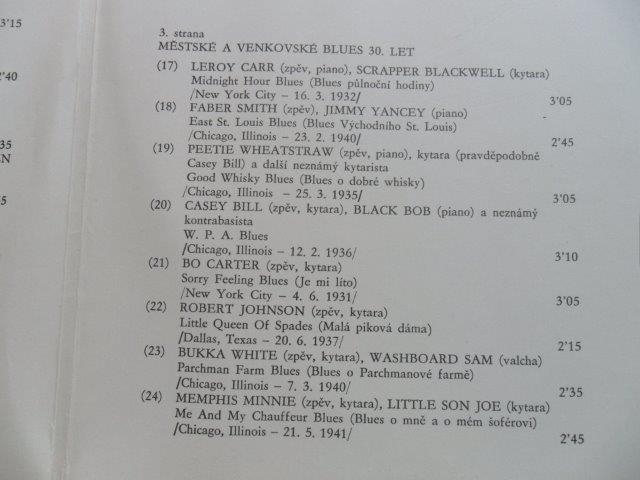 3'15
2'40
35
EN
55
3. strana
MĚSTSKÉ A VENKOVSKÉ BLUES 30. LET
(17) LEROY CARR (zpěv, piano), SCRAPPER BLACKWELL (kytara)
Midnight Hour Blues (Blues půlnoční hodiny)
/New York City – 16. 3. 1932/ 3'05
(18) FABER SMITH (zpěv), JIMMY YANCEY (piano)
East St. Louis Blues (Blues Východního St. Louis)
/Chicago, Illinois – 23. 2. 1940/ 2'45
(19) PEETIE WHEATSTRAW (zpěv, piano), kytara (pravděpodobně
Casey Bill) a další neznámý kytarista
Good Whisky Blues (Blues o dobré whisky)
/Chicago, Illinois – 25. 3. 1935/ 3'05
(20) CASEY BILL (zpěv, kytara), BLACK BOB (piano) a neznámý
kontrabasista
W. P. A. Blues
/Chicago, Illinois – 12. 2. 1936/ 3'10
(21) BO CARTER (zpěv, kytara)
Sorry Feeling Blues (Je mi líto)
/New York City – 4. 6. 1931/ 3'05
(22) ROBERT JOHNSON (zpěv, kytara)
Little Queen Of Spades (Malá piková dáma)
/Dallas, Texas – 20. 6. 1937/ 2'15
(23) BUKKA WHITE (zpěv, kytara), WASHBOARD SAM (valcha)
Parchman Farm Blues (Blues o Parchmanové farmě)
/Chicago, Illinois – 7. 3. 1940/ 2'35
(24) MEMPHIS MINNIE (zpěv, kytara), LITTLE SON JOE (kytara)
Me And My Chauffeur Blues (Blues o mně a o mém šoférovi)
/Chicago, Illinois – 21. 5. 1941/ 2'45